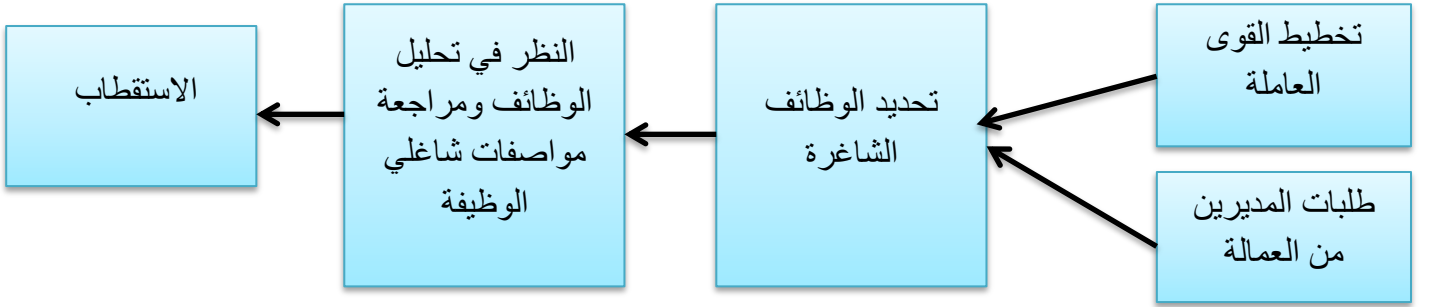 تخطيط القوى
العاملة
طلبات المديرين
من العمالة
تحديد الوظائف
الشاغرة
النظر في تحليل
الوظائف ومراجعة
مواصفات شاغلي
الوظيفة
الاستقطاب